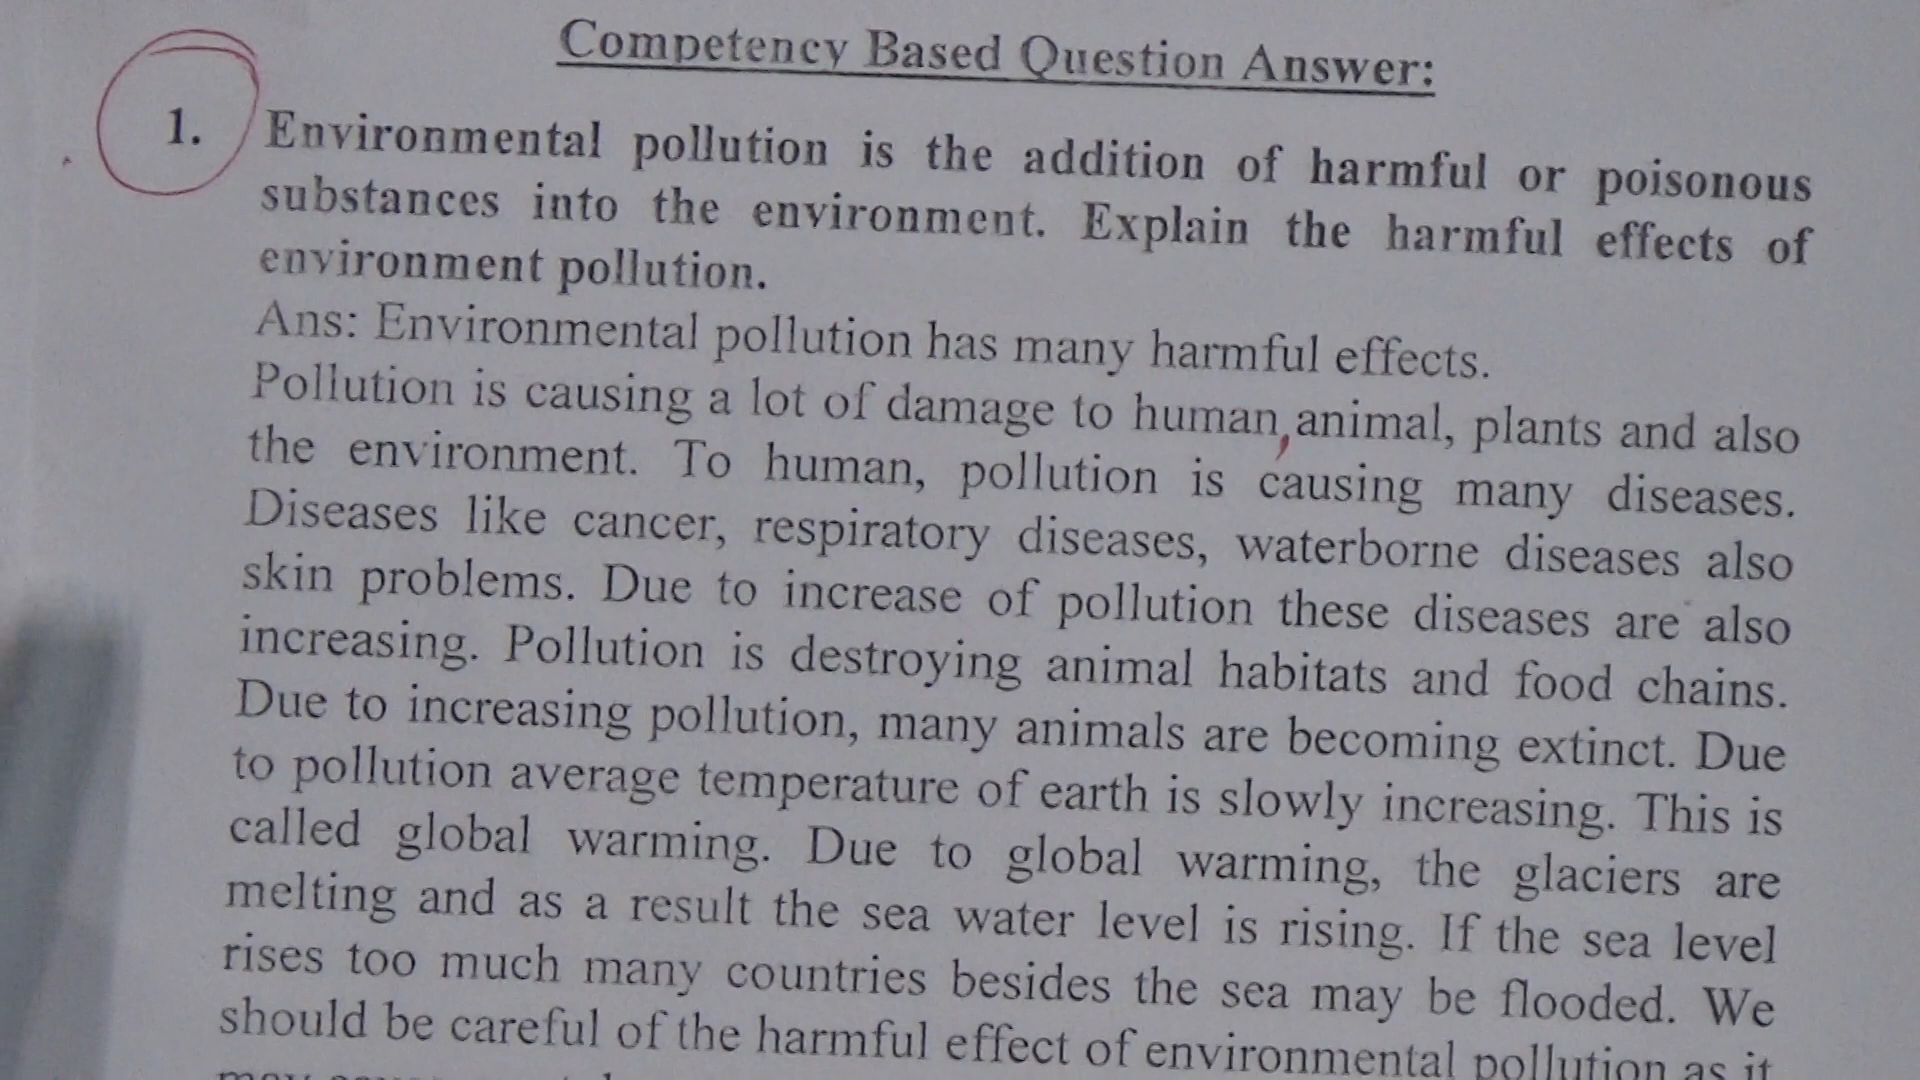 Competency Based Question Answer:
1. Environmental pollution is the addition of harmful or poisonous
substances into the environment. Explain the harmful effects of
environment pollution.
Ans: Environmental pollution has many harmful effects.
Pollution is causing a lot of damage to human, animal, plants and also
the environment. To human, pollution is causing many diseases.
Diseases like cancer, respiratory diseases, waterborne diseases also
skin problems. Due to increase of pollution these diseases are also
increasing. Pollution is destroying animal habitats and food chains.
Due to increasing pollution, many animals are becoming extinct. Due
to pollution average temperature of earth is slowly increasing. This is
called global warming. Due to global warming, the glaciers are
melting and as a result the sea water level is rising. If the sea level
rises too much many countries besides the sea may be flooded. We
should be careful of the harmful effect of environmental pollution as it